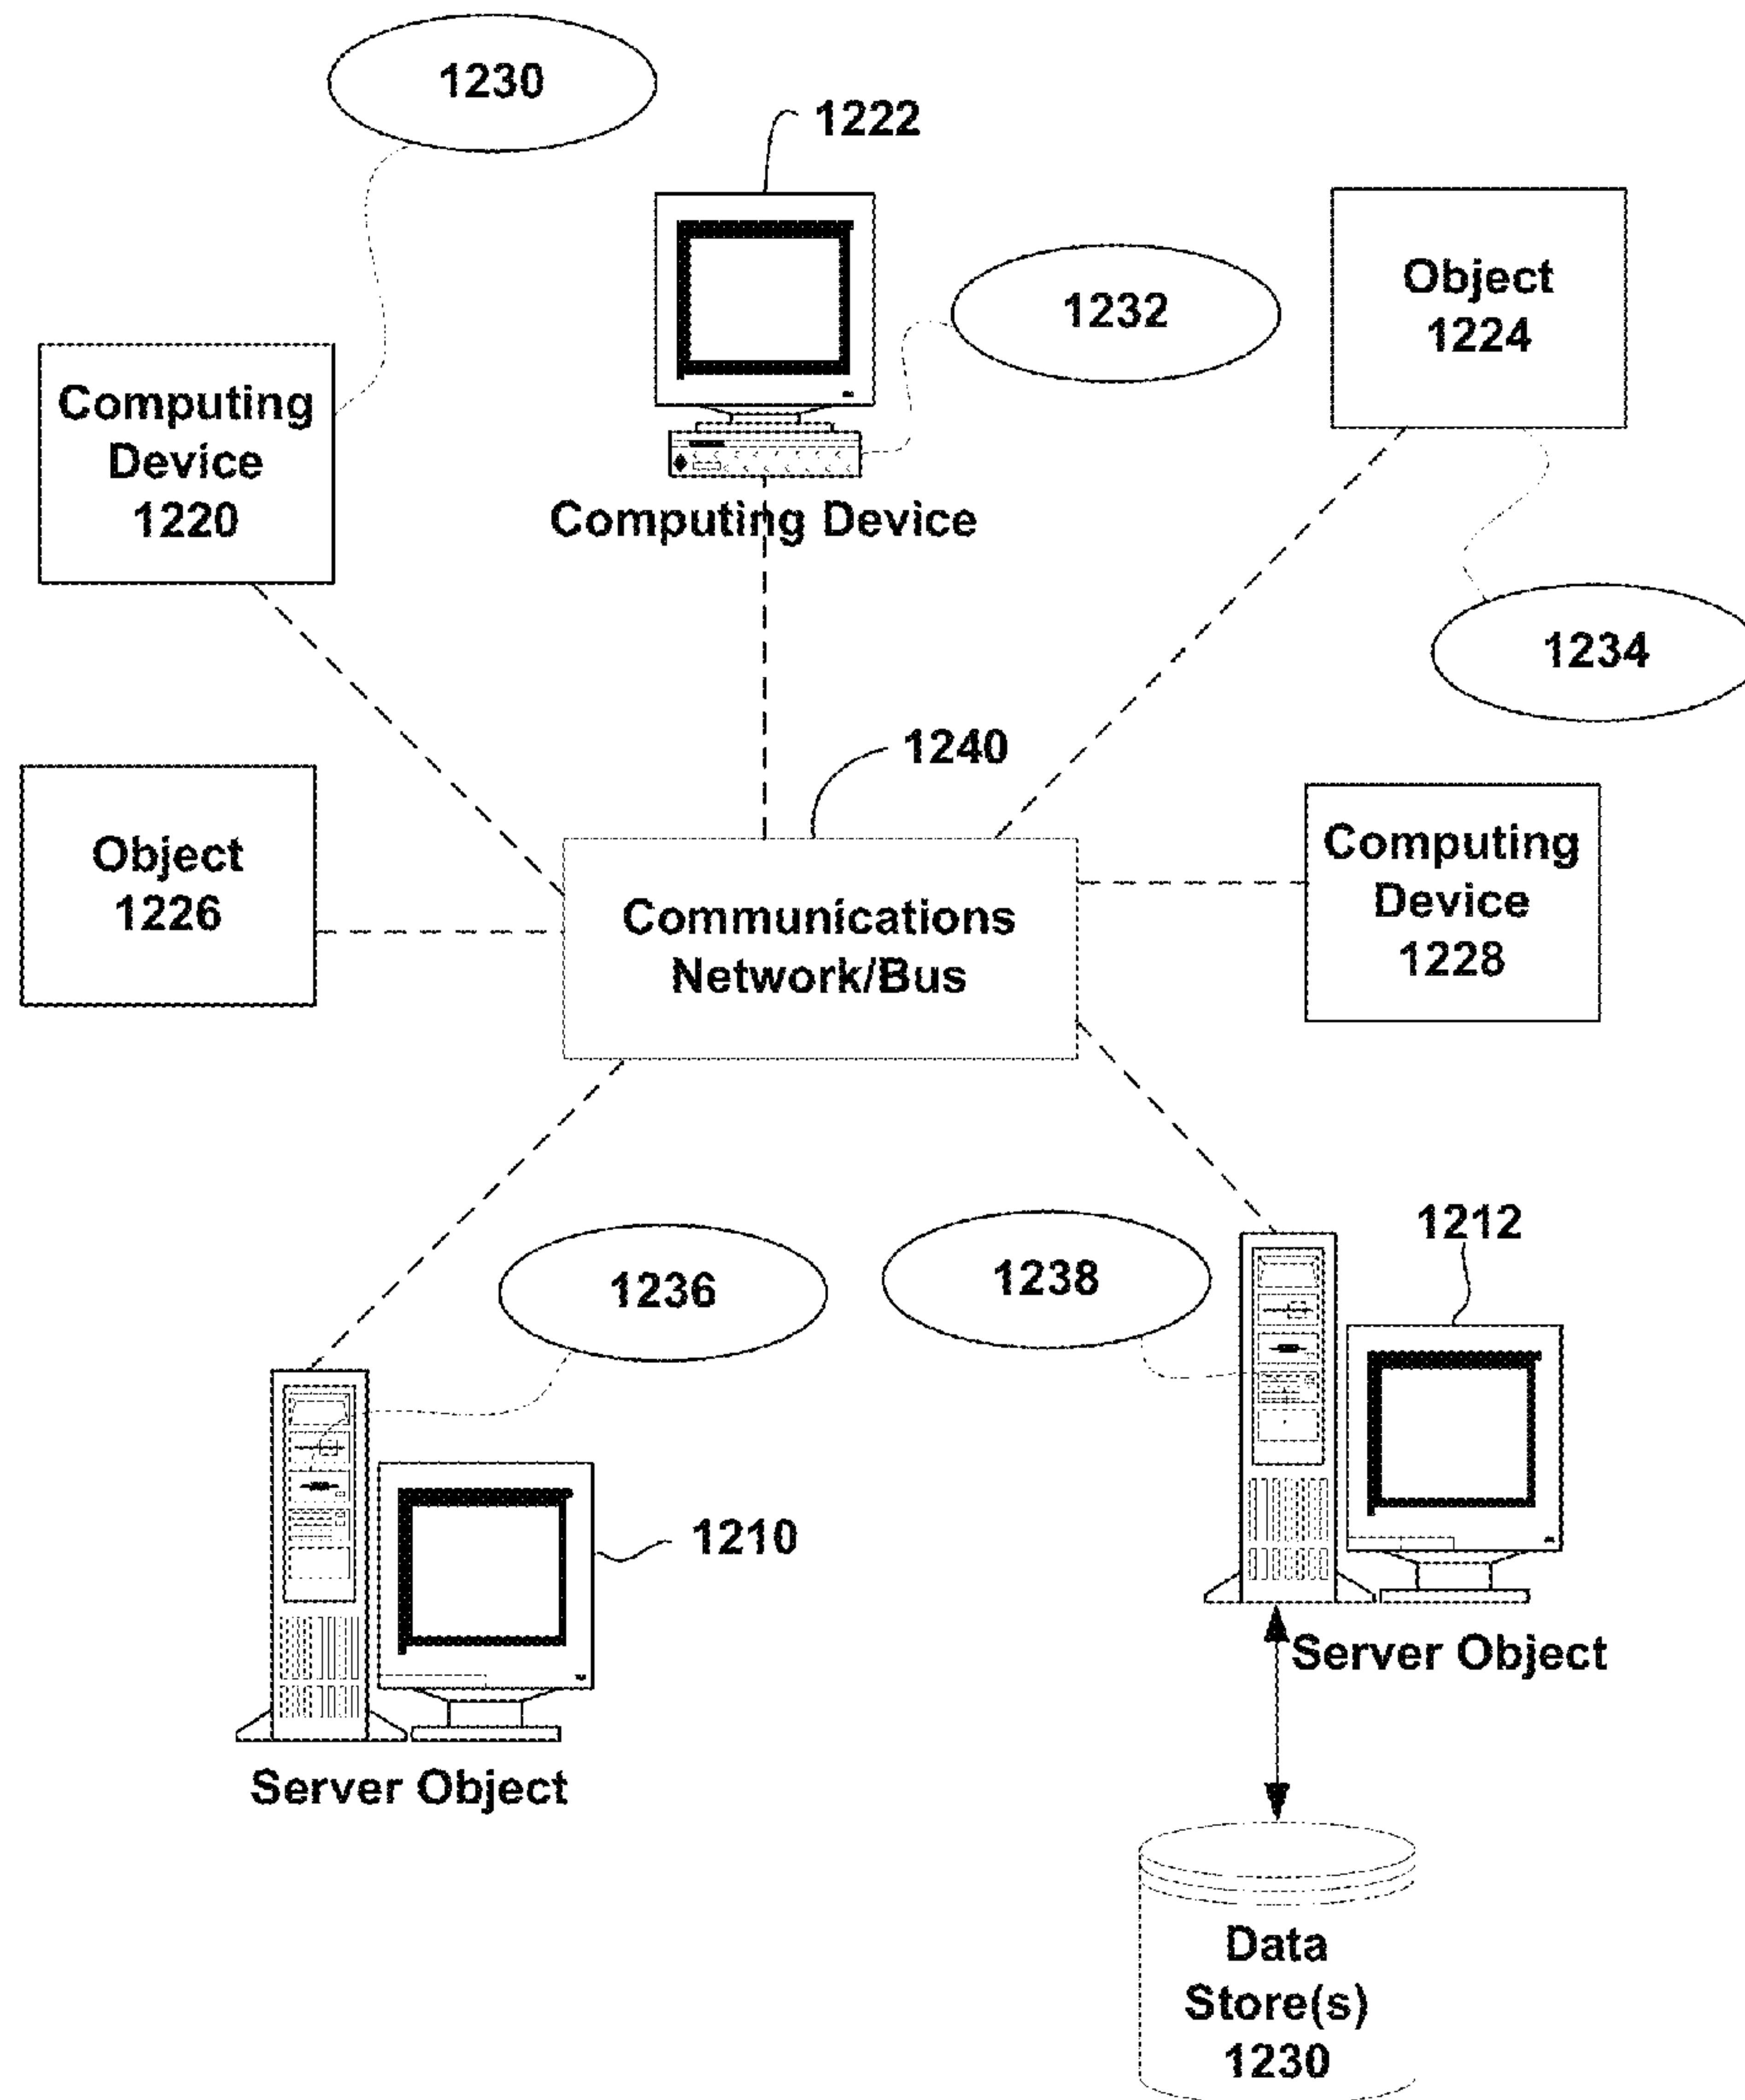 1230
1222
1232
Object
1224
Computing
Device
1220
Computing Device
1234
1240
Object
1226
Communications
Network/Bus
Computing
Device
1228
1212
1236
1238
1210
Server Object
Server Object
Data
Store(s)
1230